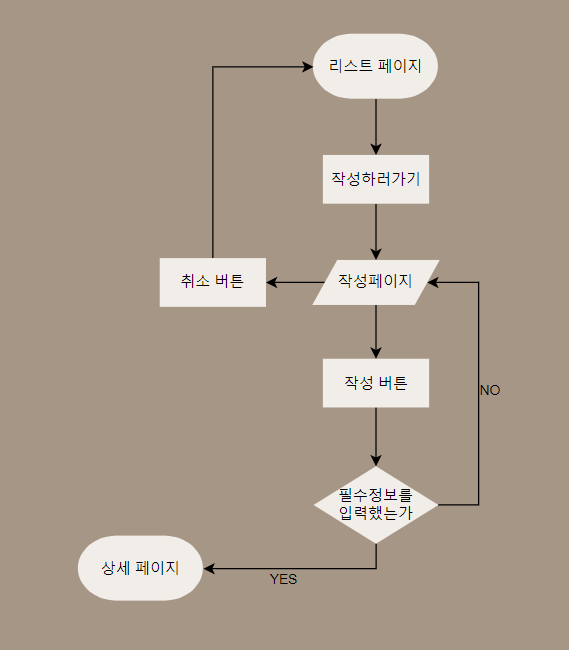 리스트 페이지
작성하러가기
취소 버튼
작성페이지
작성 버튼
NO
필수정보를
입력했는가
상세 페이지
YES